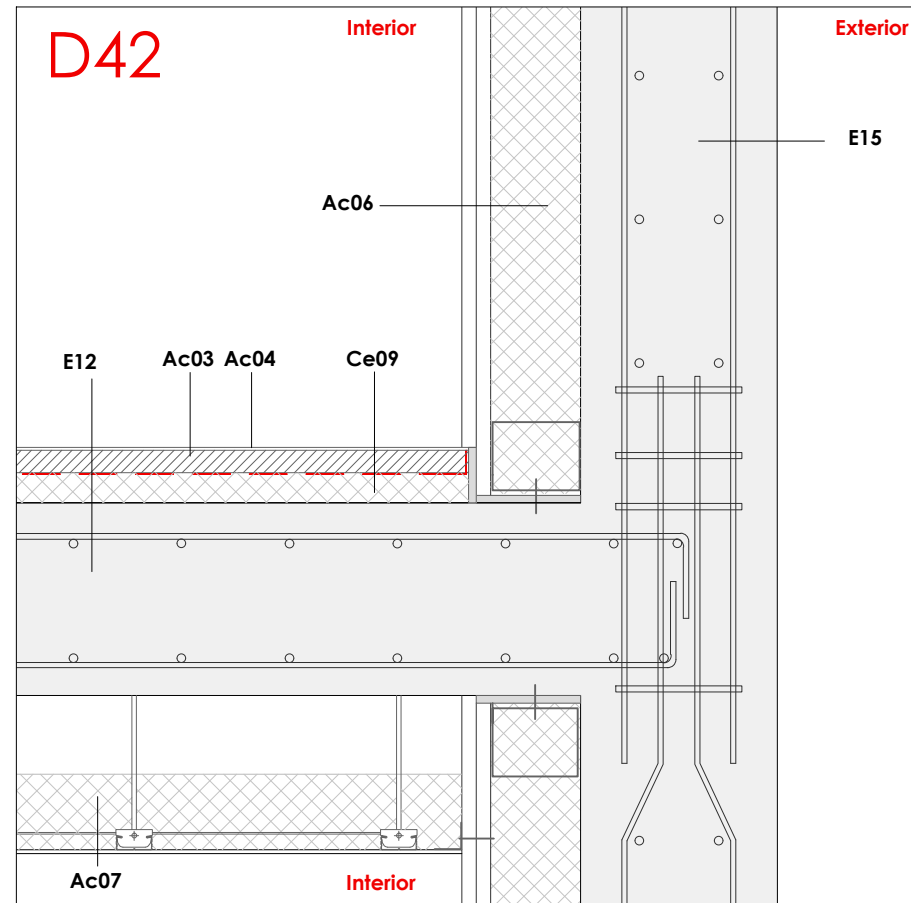 D42
Interior
Exterior
E15
Ac06
E12
Ac03
Ac04
Ce09
Ac07
Interior